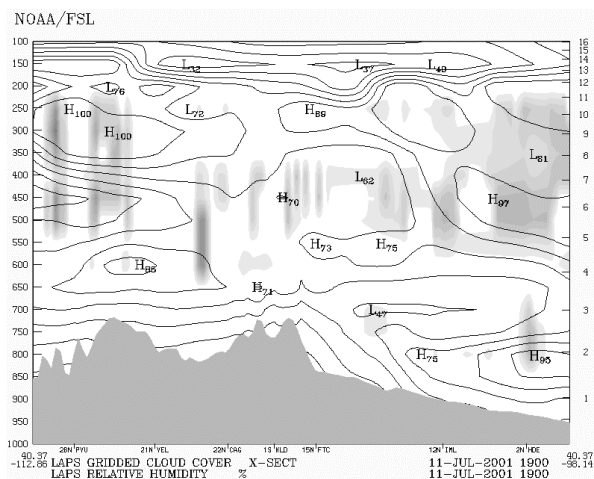 NOAA/FSL
100 16
15
14
150 13
12
200 11
250 10
300 9
350 8
400 7
450 6
500
550 5
600 4
650
700 3
750
800 2
850
900 1
950
1000
L32 L37 L40
L76
H100 L72 H89
H100
L81
L62
H70 H97
H73 H75
H85
H71
L47
H75 H95
28N PYU 21N YEL 22N CAG 1S KLD 15N FTC 12W IML 2N HDE
40.37 40.37
-112.86 LAPS GRIDDED CLOUD COVER X-SECT 11-JUL-2001 1900 -98.14
LAPS RELATIVE HUMIDITY % 11-JUL-2001 1900